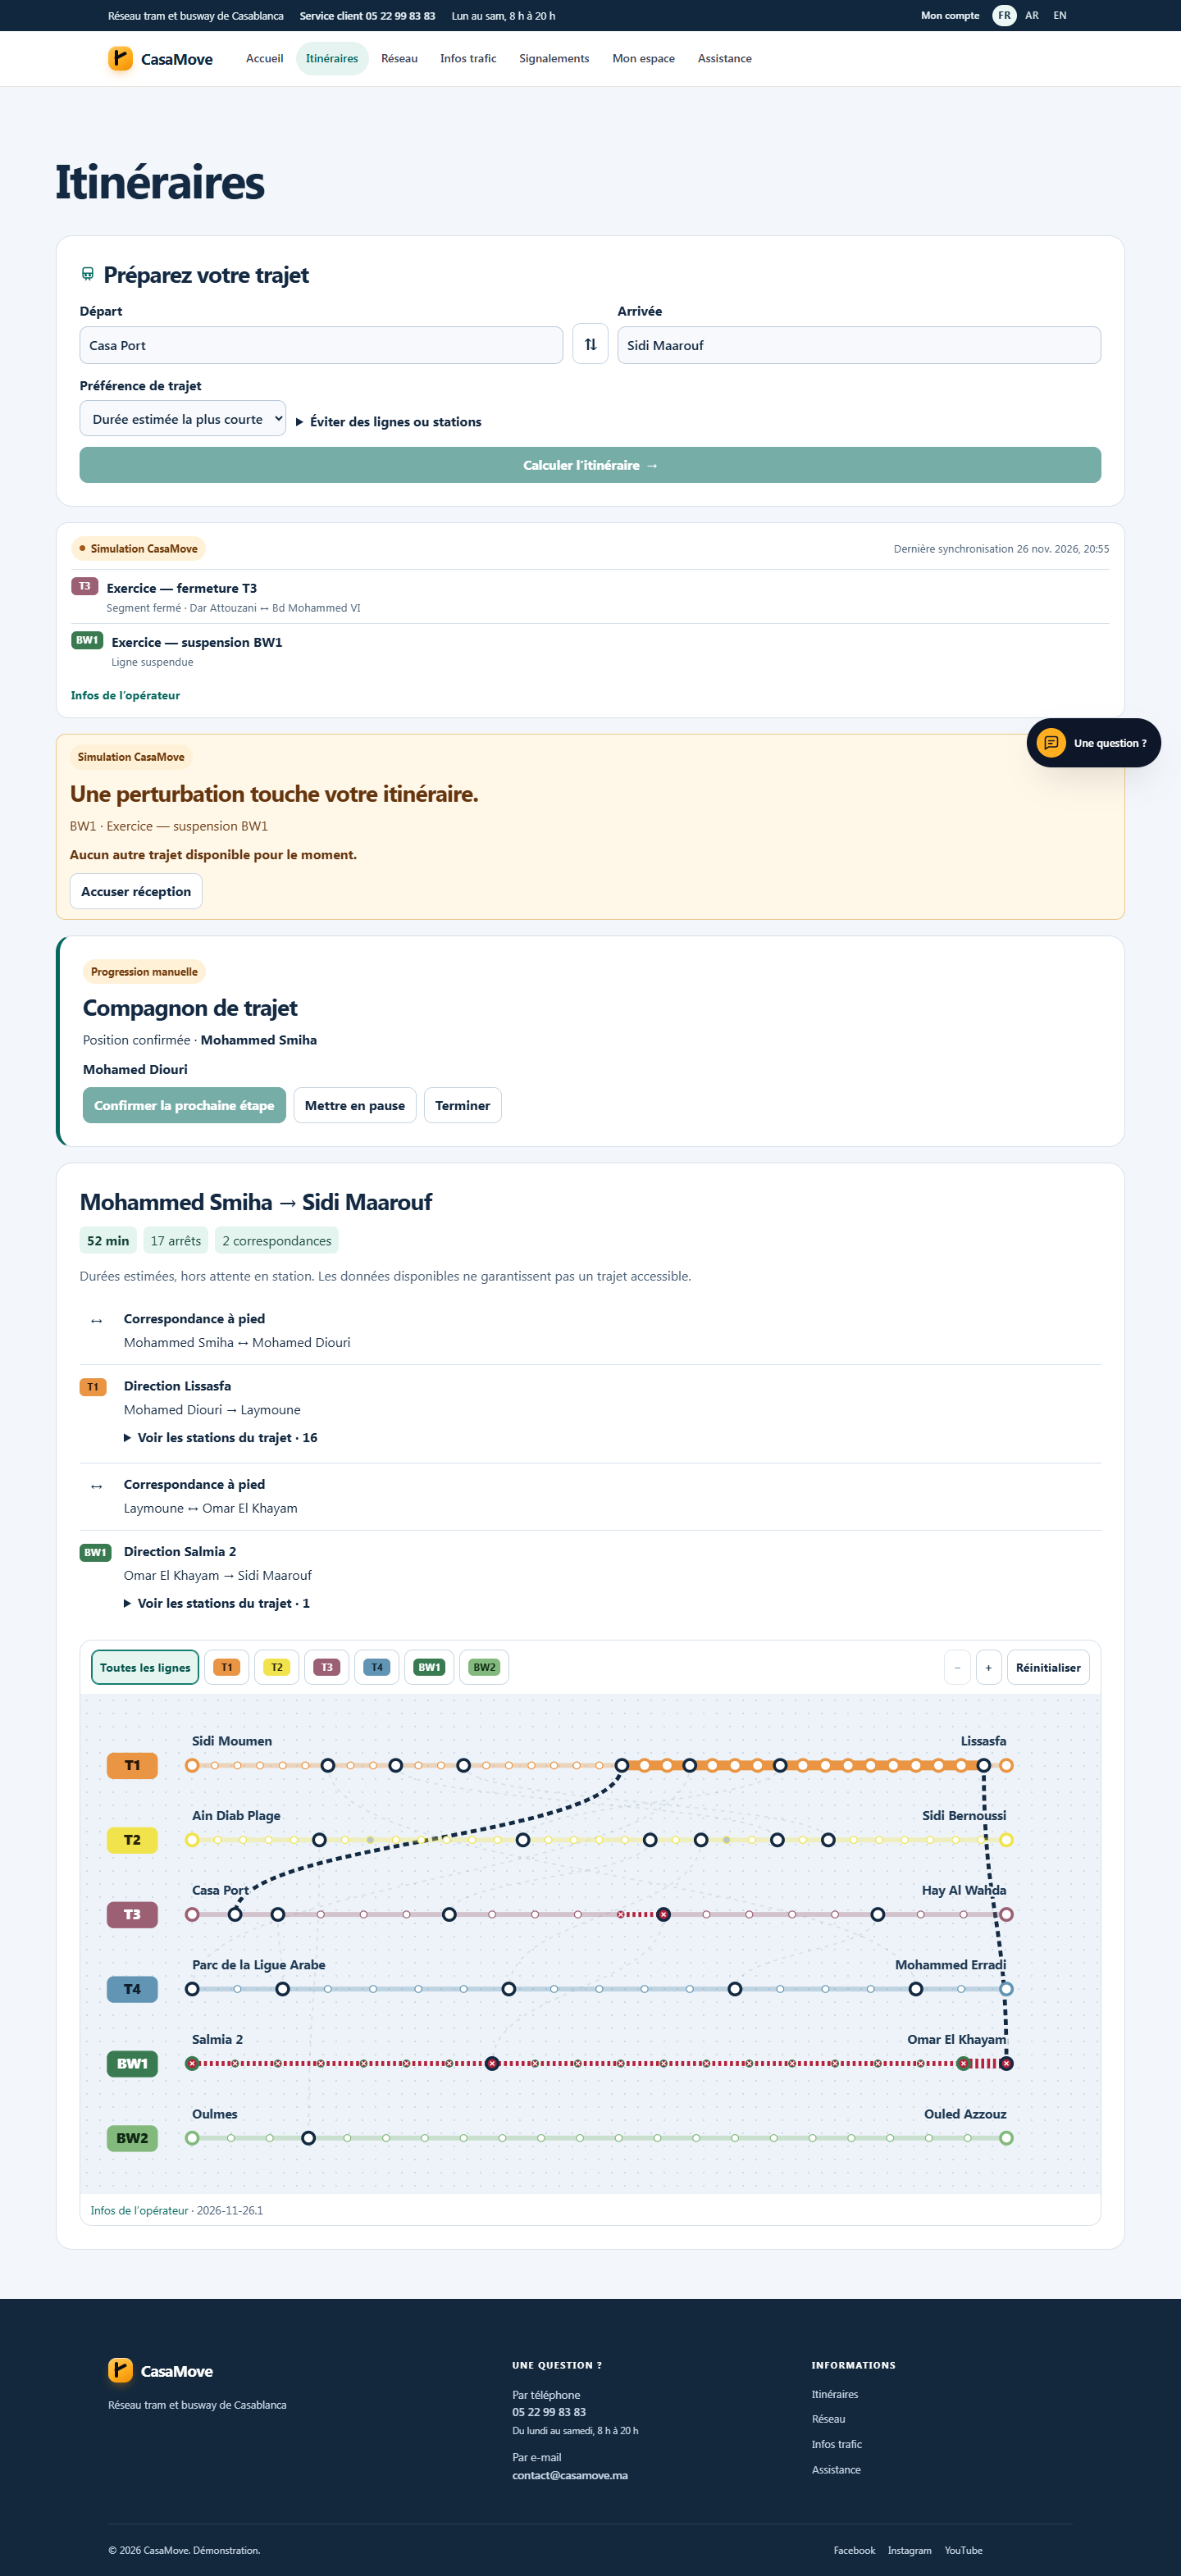 Réseau tram et busway de Casablanca Service client 05 22 99 83 83 Lun au sam, 8 h à 20 h Mon compte FR AR EN
CasaMove Accueil Itinéraires Réseau Infos trafic Signalements Mon espace Assistance
Itinéraires
Préparez votre trajet
Départ Arrivée
Casa Port Sidi Maarouf
Préférence de trajet
Durée estimée la plus courte Éviter des lignes ou stations
Calculer l’itinéraire →
Simulation CasaMove Dernière synchronisation 26 nov. 2026, 20:55
T3 Exercice — fermeture T3
Segment fermé · Dar Attouzani ↔ Bd Mohammed VI
BW1 Exercice — suspension BW1
Ligne suspendue
Infos de l’opérateur
Une question ?
Simulation CasaMove
Une perturbation touche votre itinéraire.
BW1 · Exercice — suspension BW1
Aucun autre trajet disponible pour le moment.
Accuser réception
Progression manuelle
Compagnon de trajet
Position confirmée · Mohammed Smiha
Mohamed Diouri
Confirmer la prochaine étape Mettre en pause Terminer
Mohammed Smiha → Sidi Maarouf
52 min 17 arrêts 2 correspondances
Durées estimées, hors attente en station. Les données disponibles ne garantissent pas un trajet accessible.
↔ Correspondance à pied
Mohammed Smiha ↔ Mohamed Diouri
T1 Direction Lissasfa
Mohamed Diouri → Laymoune
Voir les stations du trajet · 16
↔ Correspondance à pied
Laymoune ↔ Omar El Khayam
BW1 Direction Salmia 2
Omar El Khayam → Sidi Maarouf
Voir les stations du trajet · 1
Toutes les lignes T1 T2 T3 T4 BW1 BW2 − + Réinitialiser
Sidi Moumen Lissasfa
T1
Ain Diab Plage Sidi Bernoussi
T2
Casa Port Hay Al Wahda
T3
Parc de la Ligue Arabe Mohammed Erradi
T4
Salmia 2 Omar El Khayam
BW1
Oulmes Ouled Azzouz
BW2
Infos de l’opérateur · 2026-11-26.1
CasaMove
Réseau tram et busway de Casablanca
UNE QUESTION ?
Par téléphone
05 22 99 83 83
Du lundi au samedi, 8 h à 20 h
Par e-mail
contact@casamove.ma
INFORMATIONS
Itinéraires
Réseau
Infos trafic
Assistance
© 2026 CasaMove. Démonstration. Facebook Instagram YouTube